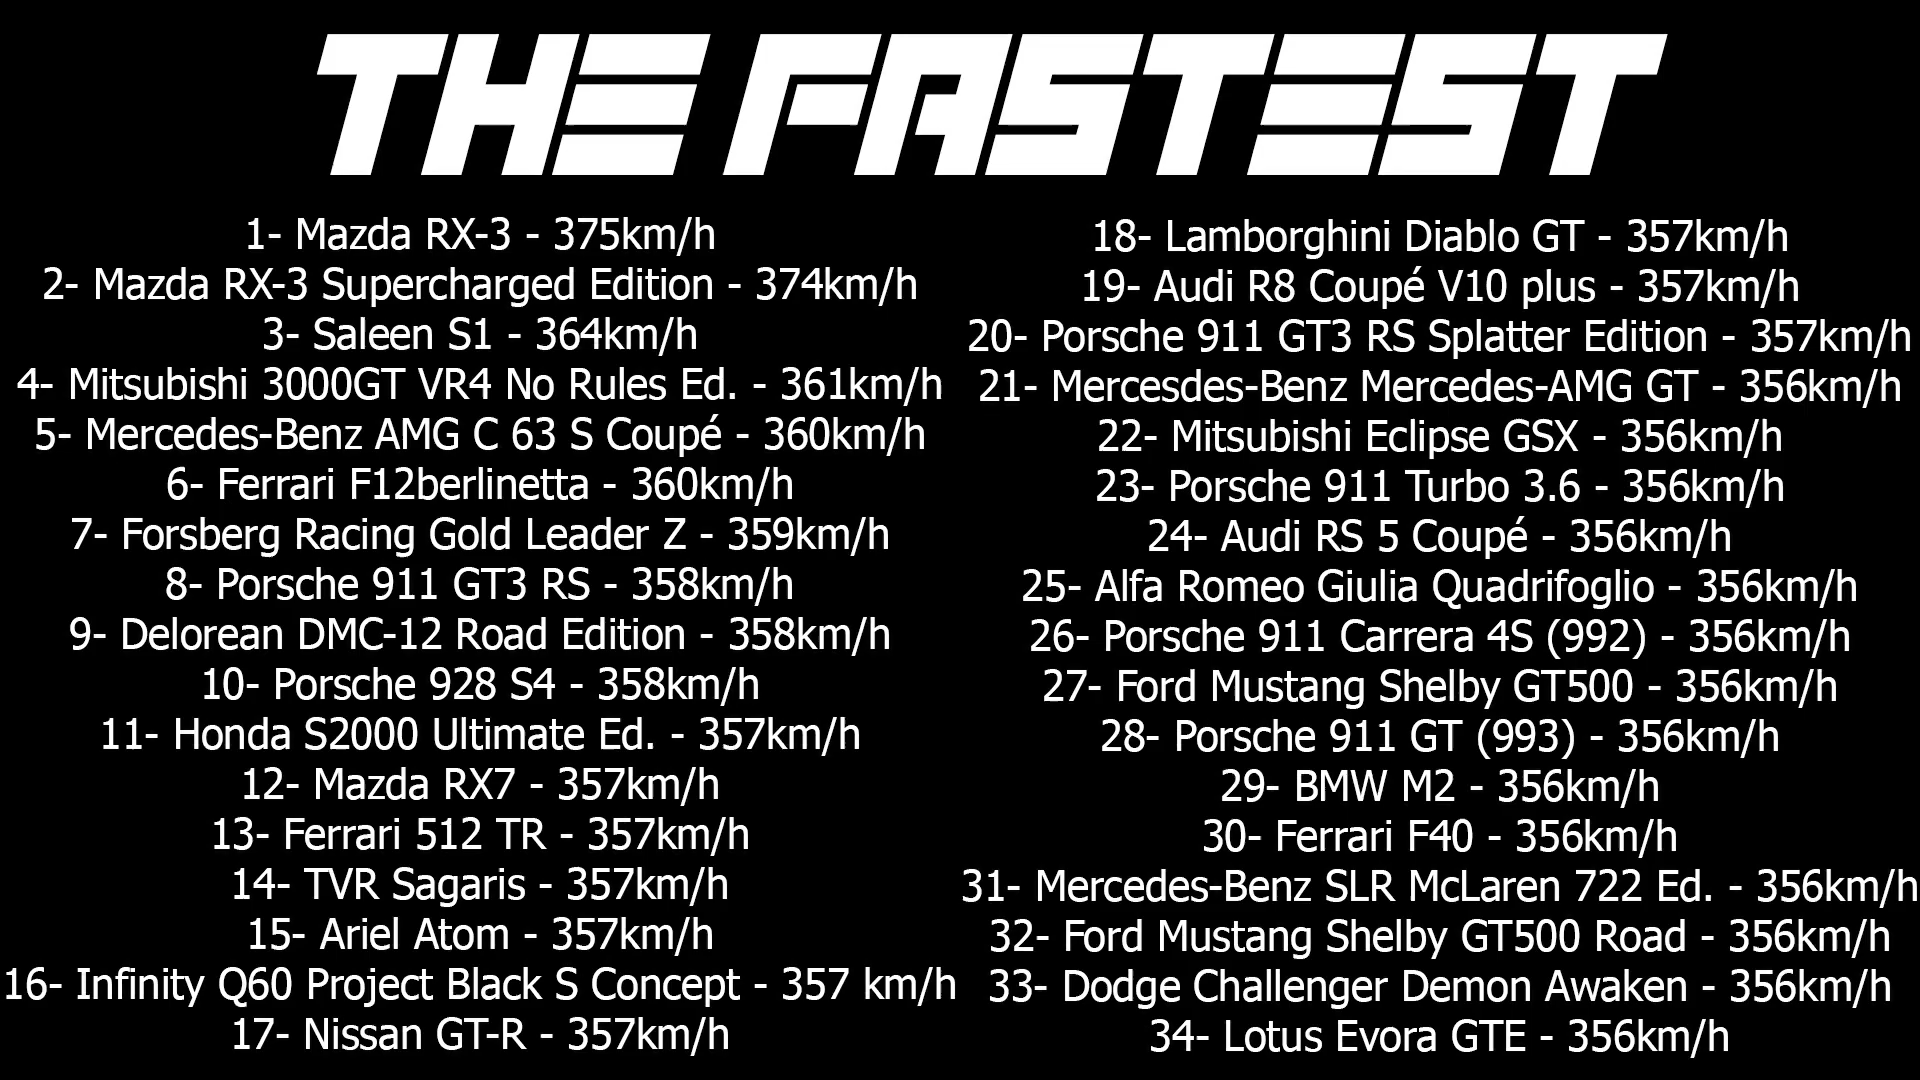 THE FASTEST
1- Mazda RX-3 - 375km/h
2- Mazda RX-3 Supercharged Edition - 374km/h
3- Saleen S1 - 364km/h
4- Mitsubishi 3000GT VR4 No Rules Ed. - 361km/h
5- Mercedes-Benz AMG C 63 S Coupé - 360km/h
6- Ferrari F12berlinetta - 360km/h
7- Forsberg Racing Gold Leader Z - 359km/h
8- Porsche 911 GT3 RS - 358km/h
9- Delorean DMC-12 Road Edition - 358km/h
10- Porsche 928 S4 - 358km/h
11- Honda S2000 Ultimate Ed. - 357km/h
12- Mazda RX7 - 357km/h
13- Ferrari 512 TR - 357km/h
14- TVR Sagaris - 357km/h
15- Ariel Atom - 357km/h
16- Infinity Q60 Project Black S Concept - 357 km/h
17- Nissan GT-R - 357km/h
18- Lamborghini Diablo GT - 357km/h
19- Audi R8 Coupé V10 plus - 357km/h
20- Porsche 911 GT3 RS Splatter Edition - 357km/h
21- Mercesdes-Benz Mercedes-AMG GT - 356km/h
22- Mitsubishi Eclipse GSX - 356km/h
23- Porsche 911 Turbo 3.6 - 356km/h
24- Audi RS 5 Coupé - 356km/h
25- Alfa Romeo Giulia Quadrifoglio - 356km/h
26- Porsche 911 Carrera 4S (992) - 356km/h
27- Ford Mustang Shelby GT500 - 356km/h
28- Porsche 911 GT (993) - 356km/h
29- BMW M2 - 356km/h
30- Ferrari F40 - 356km/h
31- Mercedes-Benz SLR McLaren 722 Ed. - 356km/h
32- Ford Mustang Shelby GT500 Road - 356km/h
33- Dodge Challenger Demon Awaken - 356km/h
34- Lotus Evora GTE - 356km/h